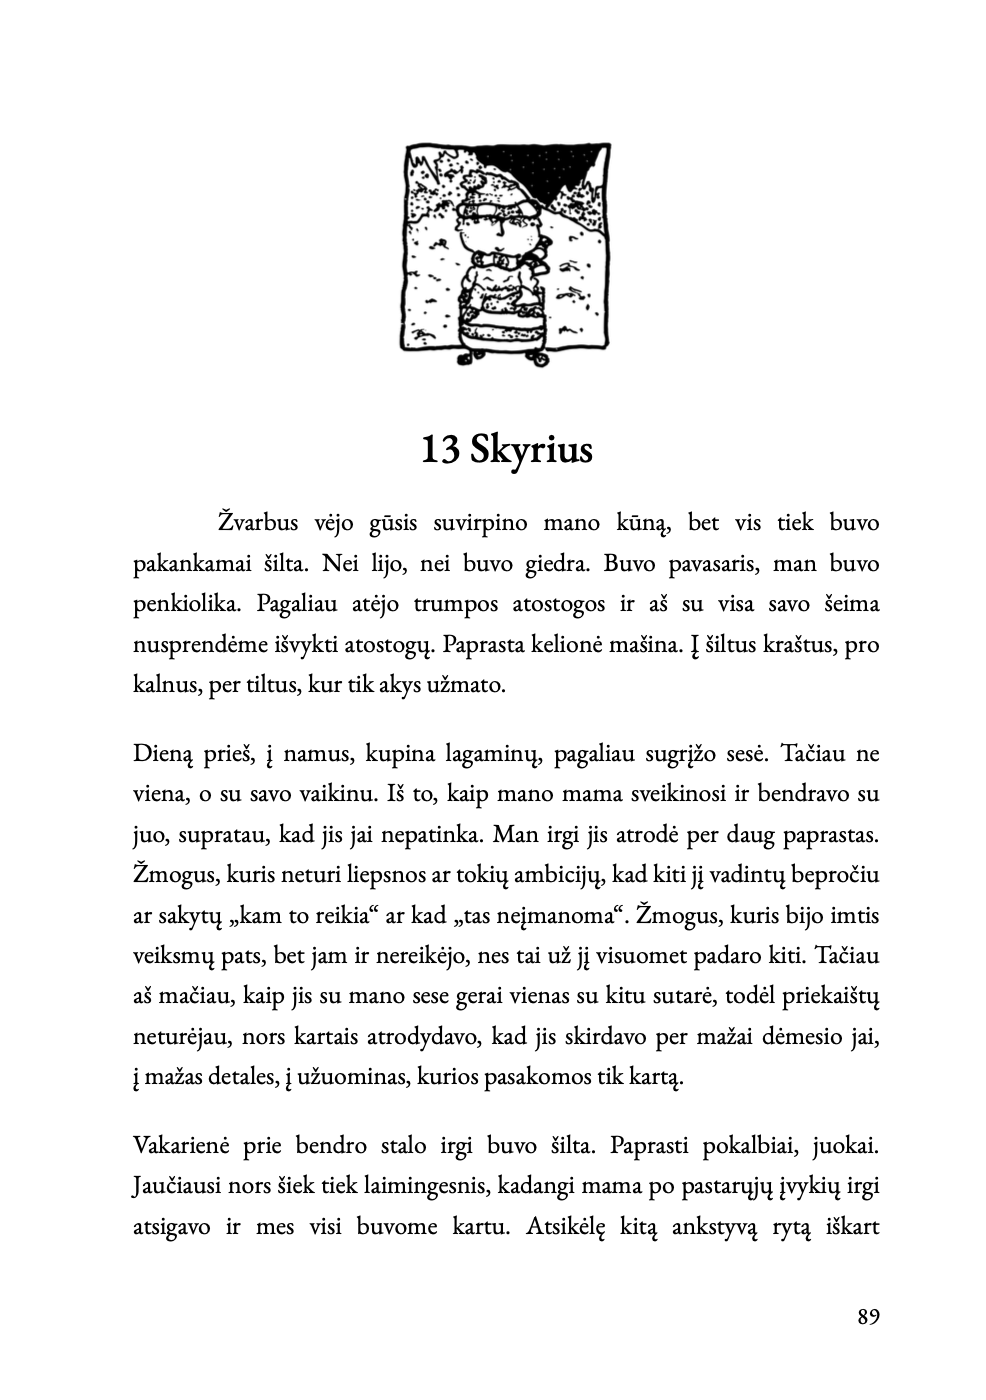 13 Skyrius
Žvarbus vėjo gūsis suvirpino mano kūną, bet vis tiek buvo
pakankamai šilta. Nei lijo, nei buvo giedra. Buvo pavasaris, man buvo
penkiolika. Pagaliau atėjo trumpos atostogos ir aš su visa savo šeima
nusprendėme išvykti atostogų. Paprasta kelionė mašina. Į šiltus kraštus, pro
kalnus, per tiltus, kur tik akys užmato.
Dieną prieš, į namus, kupina lagaminų, pagaliau sugrįžo sesė. Tačiau ne
viena, o su savo vaikinu. Iš to, kaip mano mama sveikinosi ir bendravo su
juo, supratau, kad jis jai nepatinka. Man irgi jis atrodė per daug paprastas.
Žmogus, kuris neturi liepsnos ar tokių ambicijų, kad kiti jį vadintų bepročiu
ar sakytų „kam to reikia“ ar kad „tas neįmanoma“. Žmogus, kuris bijo imtis
veiksmų pats, bet jam ir nereikėjo, nes tai už jį visuomet padaro kiti. Tačiau
aš mačiau, kaip jis su mano sese gerai vienas su kitu sutarė, todėl priekaištų
neturėjau, nors kartais atrodydavo, kad jis skirdavo per mažai dėmesio jai,
į mažas detales, į užuominas, kurios pasakomos tik kartą.
Vakarienė prie bendro stalo irgi buvo šilta. Paprasti pokalbiai, juokai.
Jaučiausi nors šiek tiek laimingesnis, kadangi mama po pastarųjų įvykių irgi
atsigavo ir mes visi buvome kartu. Atsikėlę kitą ankstyvą rytą iškart
89